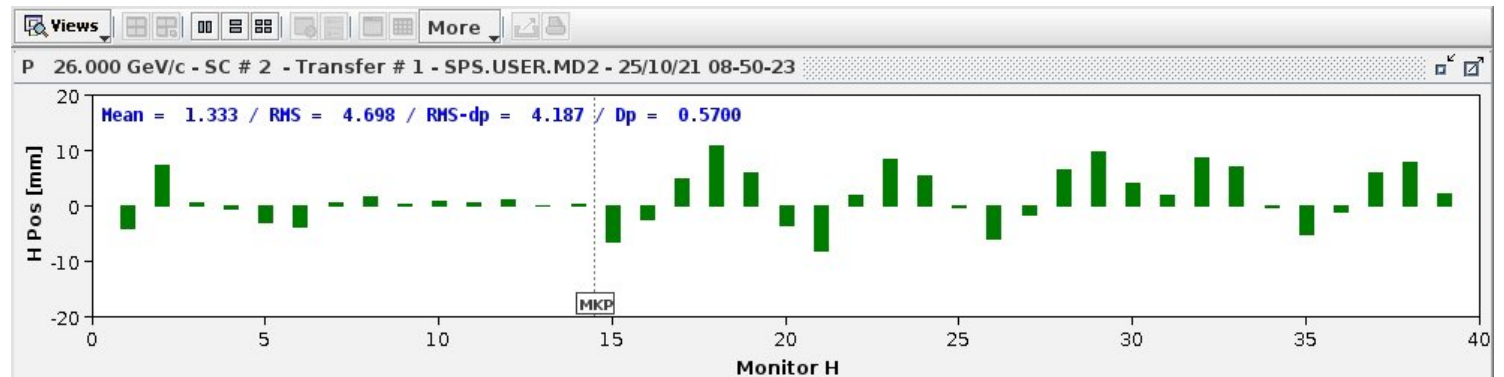 Views More
P 26.000 GeV/c - SC # 2 - Transfer # 1 - SPS.USER.MD2 - 25/10/21 08-50-23
20
Mean = 1.333 / RMS = 4.698 / RMS-dp = 4.187 / Dp = 0.5700
10
H Pos [mm]
0
-10
MKP
-20
0 5 10 15 20 25 30 35 40
Monitor H